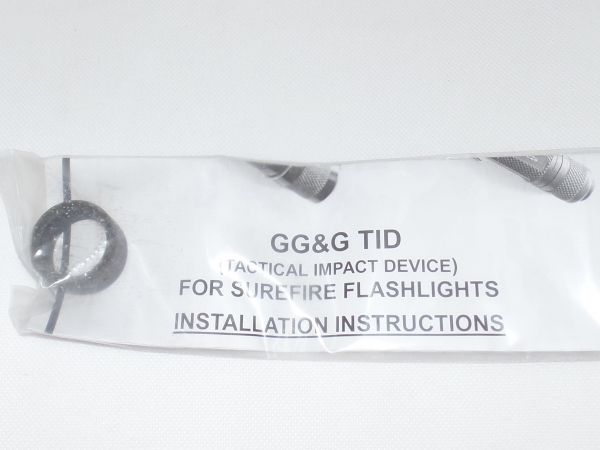 GG&G TID
(TACTICAL IMPACT DEVICE)
FOR SUREFIRE FLASHLIGHTS
INSTALLATION INSTRUCTIONS